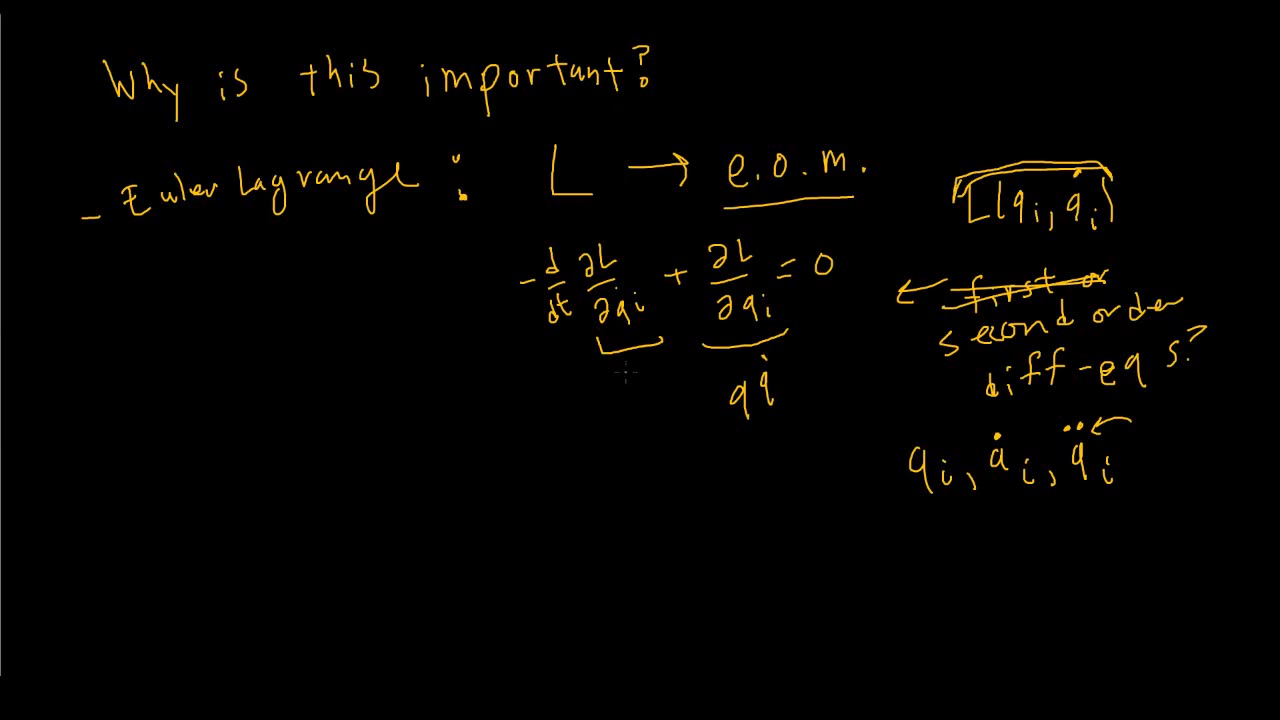 Why is this important?
- Euler Lagrange : L → e.o.m.
L(qᵢ, q̇ᵢ)
- d/dt ∂L/∂q̇ᵢ + ∂L/∂qᵢ = 0
← first or
second order
diff-eqs?
q q̇
qᵢ, q̇ᵢ, q̈ᵢ ←